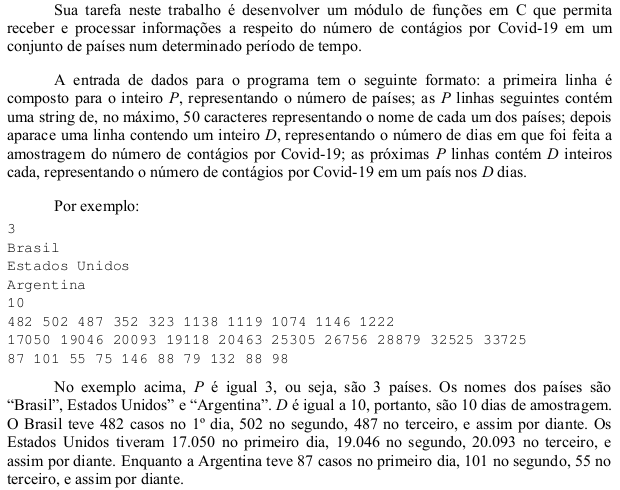 Sua tarefa neste trabalho é desenvolver um módulo de funções em C que permita
receber e processar informações a respeito do número de contágios por Covid-19 em um
conjunto de países num determinado período de tempo.
A entrada de dados para o programa tem o seguinte formato: a primeira linha é
composto para o inteiro P, representando o número de países; as P linhas seguintes contém
uma string de, no máximo, 50 caracteres representando o nome de cada um dos países; depois
aparace uma linha contendo um inteiro D, representando o número de dias em que foi feita a
amostragem do número de contágios por Covid-19; as próximas P linhas contém D inteiros
cada, representando o número de contágios por Covid-19 em um país nos D dias.
Por exemplo:
3
Brasil
Estados Unidos
Argentina
10
482 502 487 352 323 1138 1119 1074 1146 1222
17050 19046 20093 19118 20463 25305 26756 28879 32525 33725
87 101 55 75 146 88 79 132 88 98
No exemplo acima, P é igual 3, ou seja, são 3 países. Os nomes dos países são
“Brasil”, Estados Unidos” e “Argentina”. D é igual a 10, portanto, são 10 dias de amostragem.
O Brasil teve 482 casos no 1º dia, 502 no segundo, 487 no terceiro, e assim por diante. Os
Estados Unidos tiveram 17.050 no primeiro dia, 19.046 no segundo, 20.093 no terceiro, e
assim por diante. Enquanto a Argentina teve 87 casos no primeiro dia, 101 no segundo, 55 no
terceiro, e assim por diante.